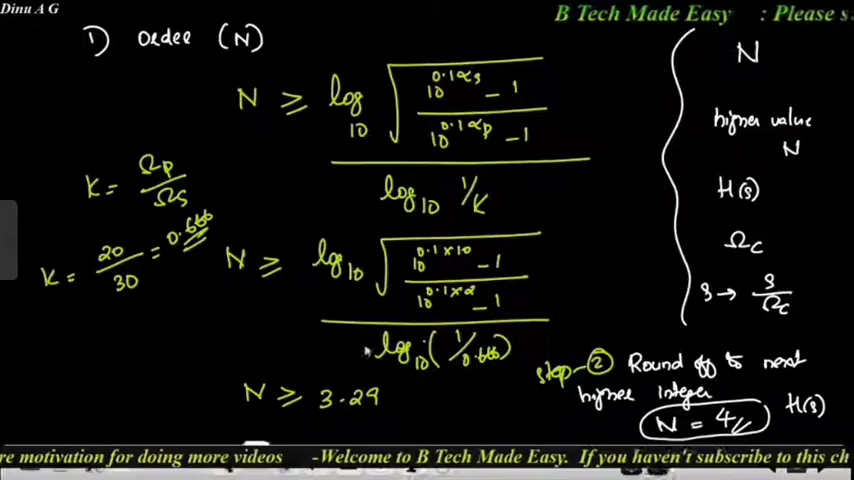 Dinu A G
B Tech Made Easy : Please s
1) Order (N)
N ≥ log10 √((10^0.1αs - 1) / (10^0.1αp - 1)) / log10 1/K
K = Ωp/Ωs
K = 20/30 = 0.666
N ≥ log10 √((10^0.1×10 - 1) / (10^0.1×2 - 1)) / log10 (1/0.666)
N ≥ 3.29
N
higher value
N
H(s)
Ωc
s → s/Ωc
step-② Round off to next
higher integer
N = 4 H(s)
re motivation for doing more videos -Welcome to B Tech Made Easy. If you haven't subscribe to this ch